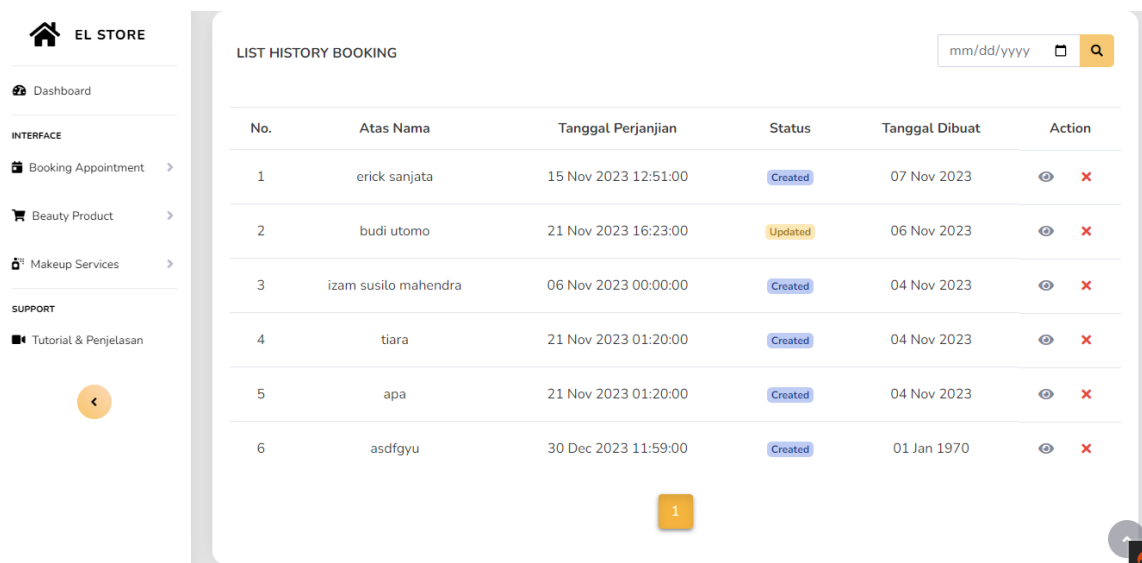 EL STORE
Dashboard
INTERFACE
Booking Appointment
Beauty Product
Makeup Services
SUPPORT
Tutorial & Penjelasan
LIST HISTORY BOOKING
mm/dd/yyyy
No. Atas Nama Tanggal Perjanjian Status Tanggal Dibuat Action
1 erick sanjata 15 Nov 2023 12:51:00 Created 07 Nov 2023
2 budi utomo 21 Nov 2023 16:23:00 Updated 06 Nov 2023
3 izam susilo mahendra 06 Nov 2023 00:00:00 Created 04 Nov 2023
4 tiara 21 Nov 2023 01:20:00 Created 04 Nov 2023
5 apa 21 Nov 2023 01:20:00 Created 04 Nov 2023
6 asdfgyu 30 Dec 2023 11:59:00 Created 01 Jan 1970
1